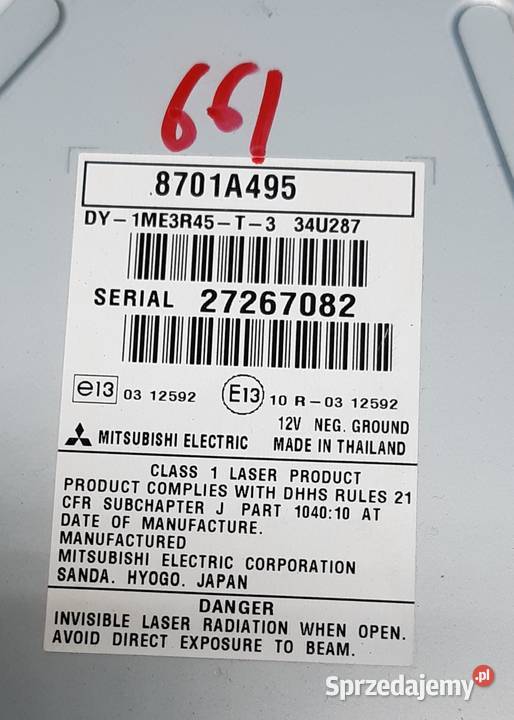 661
8701A495
DY-1ME3R45-T-3 34U287
SERIAL 27267082
e13 03 12592 E13 10 R-03 12592
12V NEG. GROUND
MITSUBISHI ELECTRIC MADE IN THAILAND
CLASS 1 LASER PRODUCT
PRODUCT COMPLIES WITH DHHS RULES 21
CFR SUBCHAPTER J PART 1040:10 AT
DATE OF MANUFACTURE.
MANUFACTURED
MITSUBISHI ELECTRIC CORPORATION
SANDA. HYOGO. JAPAN
DANGER
INVISIBLE LASER RADIATION WHEN OPEN.
AVOID DIRECT EXPOSURE TO BEAM.
Sprzedajemy.pl